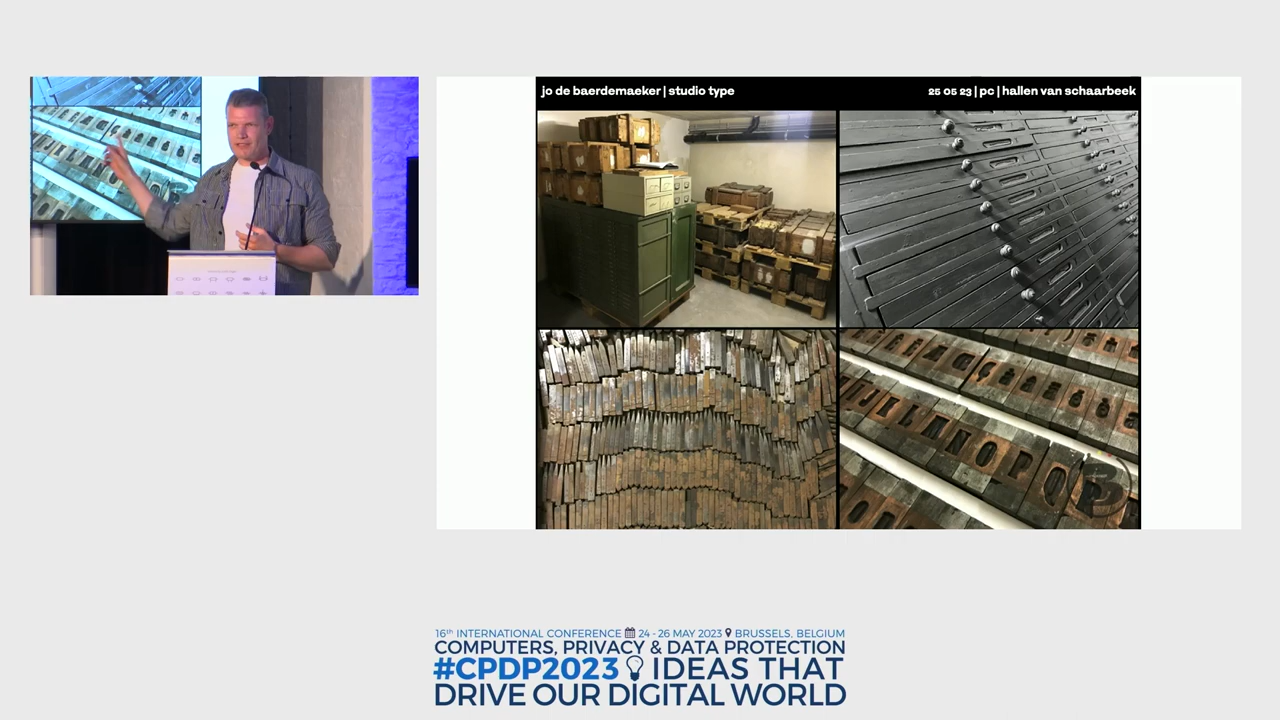 jo de baerdemaeker | studio type
25 05 23 | pc | hallen van schaarbeek
16th INTERNATIONAL CONFERENCE 24 - 26 MAY 2023 BRUSSELS, BELGIUM
COMPUTERS, PRIVACY & DATA PROTECTION
#CPDP2023 IDEAS THAT
DRIVE OUR DIGITAL WORLD